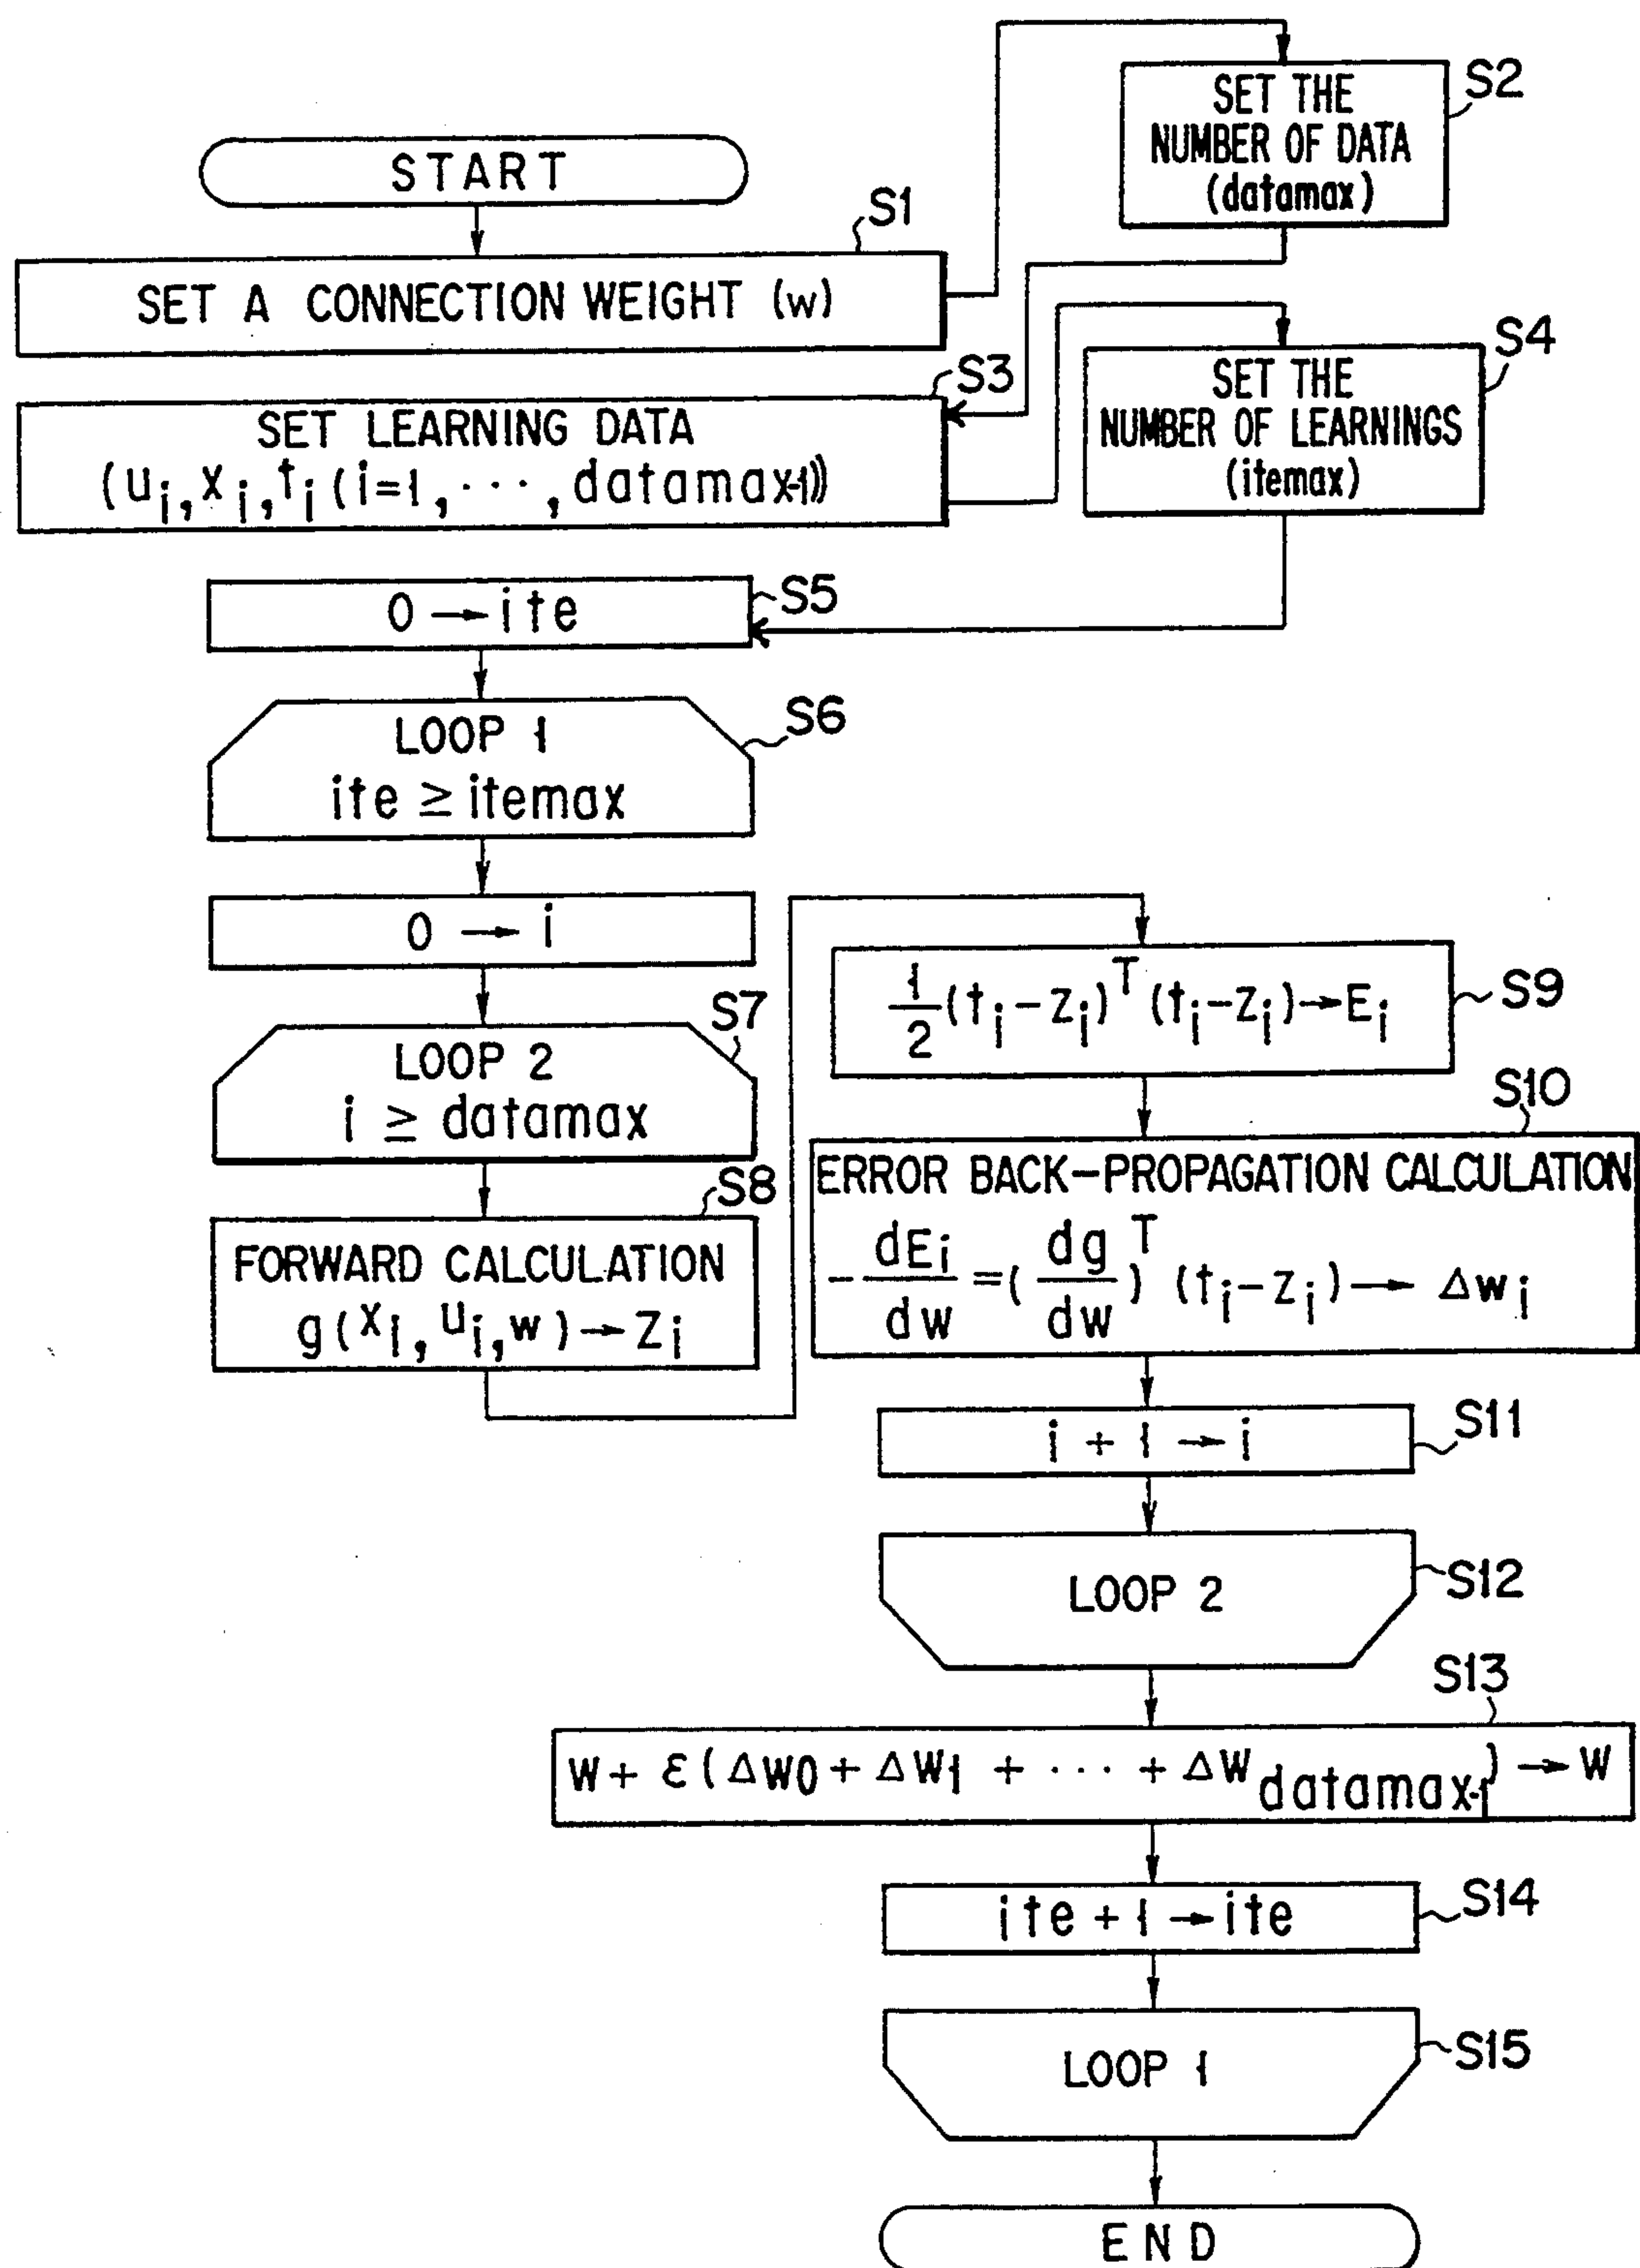 START
S1
SET A CONNECTION WEIGHT (w)
S2
SET THE
NUMBER OF DATA
(datamax)
S3
SET LEARNING DATA
(ui, xi, ti (i=1, ···, datamax-1))
S4
SET THE
NUMBER OF LEARNINGS
(itemax)
S5
0 → ite
S6
LOOP 1
ite ≥ itemax
0 → i
S7
LOOP 2
i ≥ datamax
S8
FORWARD CALCULATION
g(xi, ui, w) → zi
S9
1/2 (ti - zi)^T (ti - zi) → Ei
S10
ERROR BACK-PROPAGATION CALCULATION
- dEi/dw = (dg/dw)^T (ti - zi) → Δwi
S11
i + 1 → i
S12
LOOP 2
S13
W + ε(ΔW0 + ΔW1 + ··· + ΔWdatamax-1) → W
S14
ite + 1 → ite
S15
LOOP 1
END